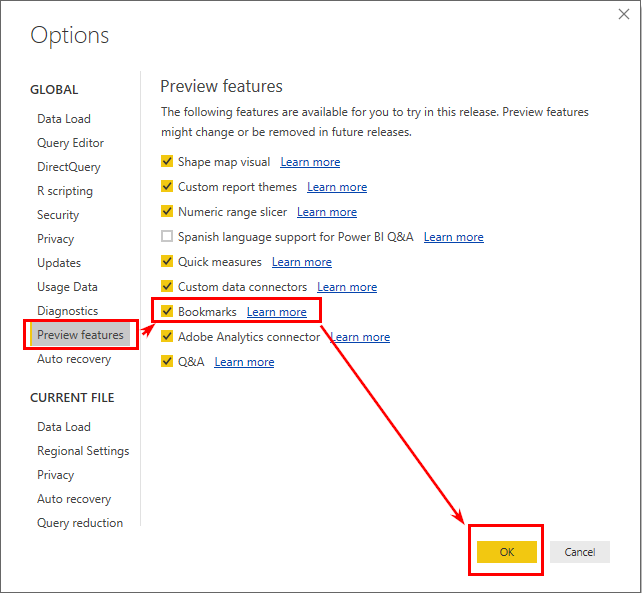 Options
GLOBAL
Data Load
Query Editor
DirectQuery
R scripting
Security
Privacy
Updates
Usage Data
Diagnostics
Preview features
Auto recovery
CURRENT FILE
Data Load
Regional Settings
Privacy
Auto recovery
Query reduction
Preview features
The following features are available for you to try in this release. Preview features
might change or be removed in future releases.
Shape map visual Learn more
Custom report themes Learn more
Numeric range slicer Learn more
Spanish language support for Power BI Q&A Learn more
Quick measures Learn more
Custom data connectors Learn more
Bookmarks Learn more
Adobe Analytics connector Learn more
Q&A Learn more
OK Cancel